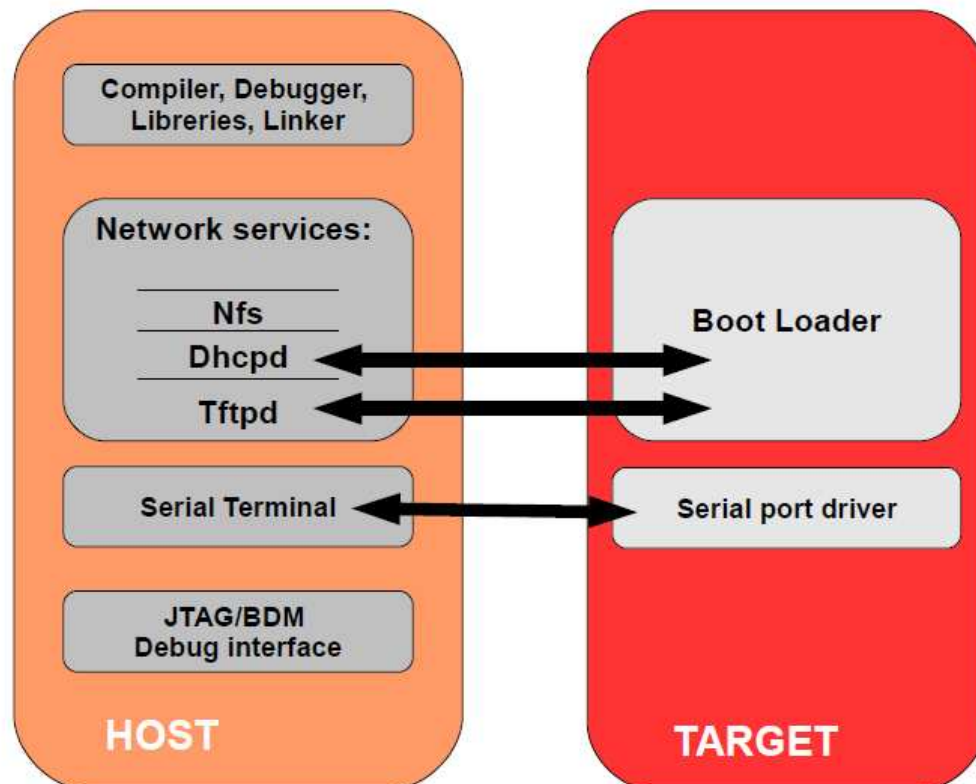 Compiler, Debugger,
Libreries, Linker
Network services:
Nfs
Dhcpd
Tftpd
Serial Terminal
JTAG/BDM
Debug interface
HOST
Boot Loader
Serial port driver
TARGET